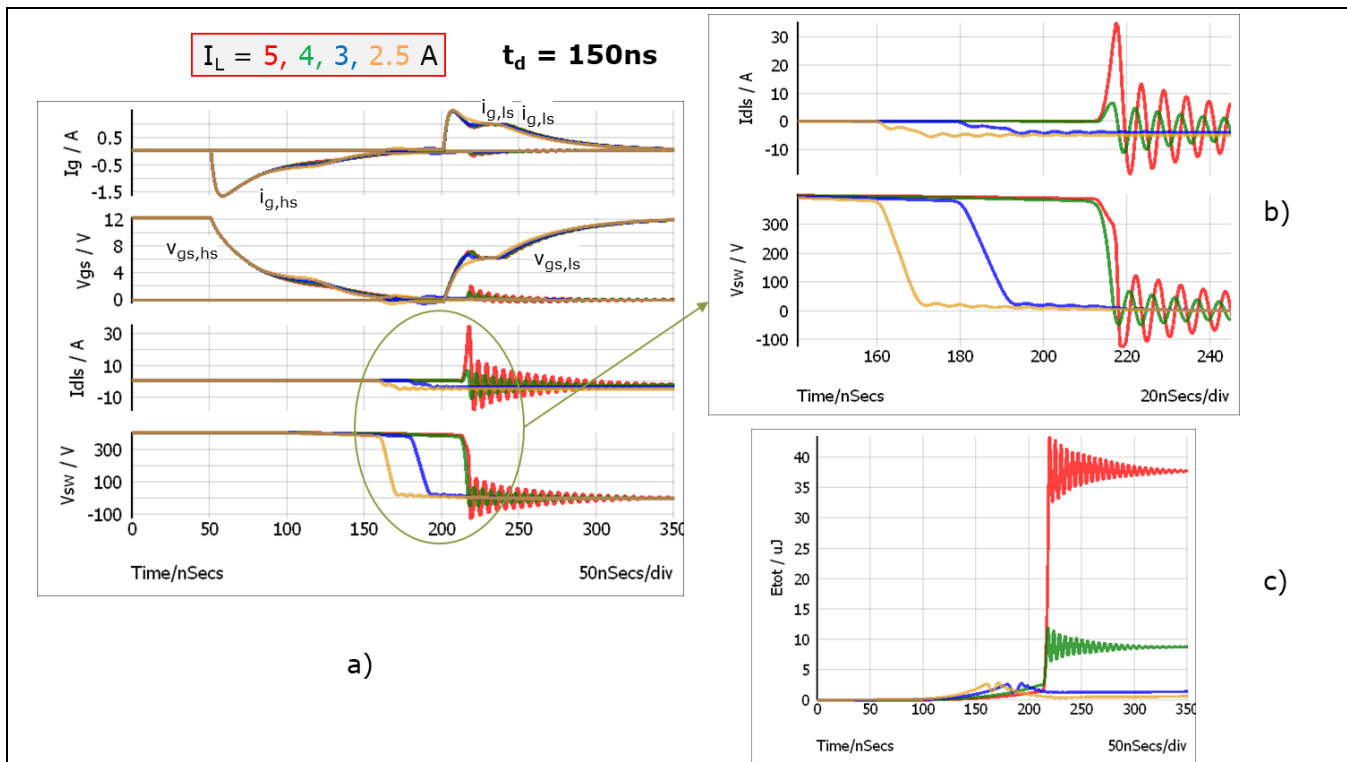 I_L = 5, 4, 3, 2.5 A
t_d = 150ns
Ig / A
0.5
-0.5
-1.5
i_g,ls i_g,ls
i_g,hs
Vgs / V
12
8
4
0
v_gs,hs
v_gs,ls
Idls / A
30
10
-10
Vsw / V
300
100
-100
0 50 100 150 200 250 300 350
Time/nSecs 50nSecs/div
a)
Idls / A
30
20
10
0
-10
Vsw / V
300
200
100
0
-100
160 180 200 220 240
Time/nSecs 20nSecs/div
b)
Etot / uJ
40
35
30
25
20
15
10
5
0
0 50 100 150 200 250 300 350
Time/nSecs 50nSecs/div
c)